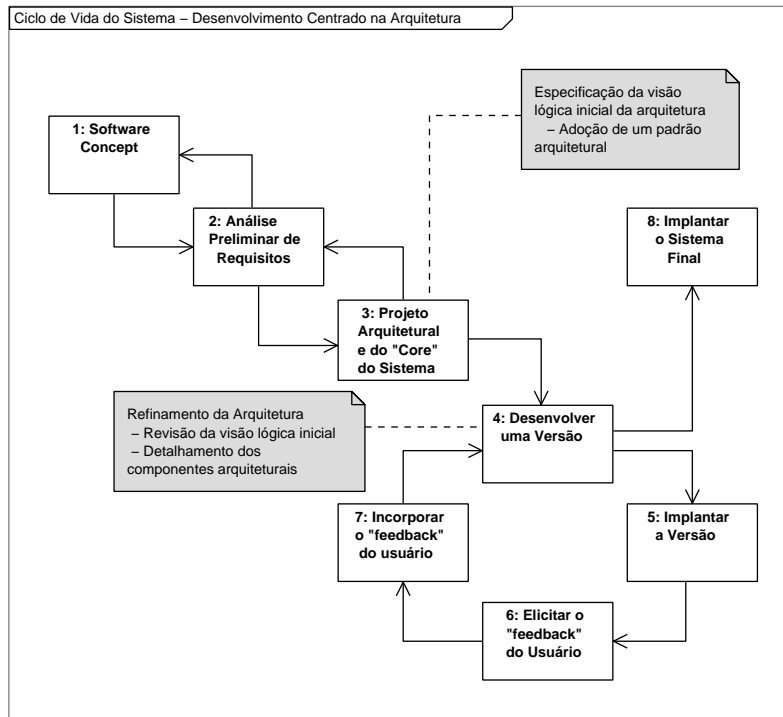 Ciclo de Vida do Sistema – Desenvolvimento Centrado na Arquitetura
Especificação da visão
lógica inicial da arquitetura
– Adoção de um padrão
arquitetural
1: Software
Concept
2: Análise
Preliminar de
Requisitos
8: Implantar
o Sistema
Final
3: Projeto
Arquitetural
e do "Core"
do Sistema
Refinamento da Arquitetura
– Revisão da visão lógica inicial
– Detalhamento dos
componentes arquiteturais
4: Desenvolver
uma Versão
7: Incorporar
o "feedback"
do usuário
5: Implantar
a Versão
6: Elicitar o
"feedback"
do Usuário